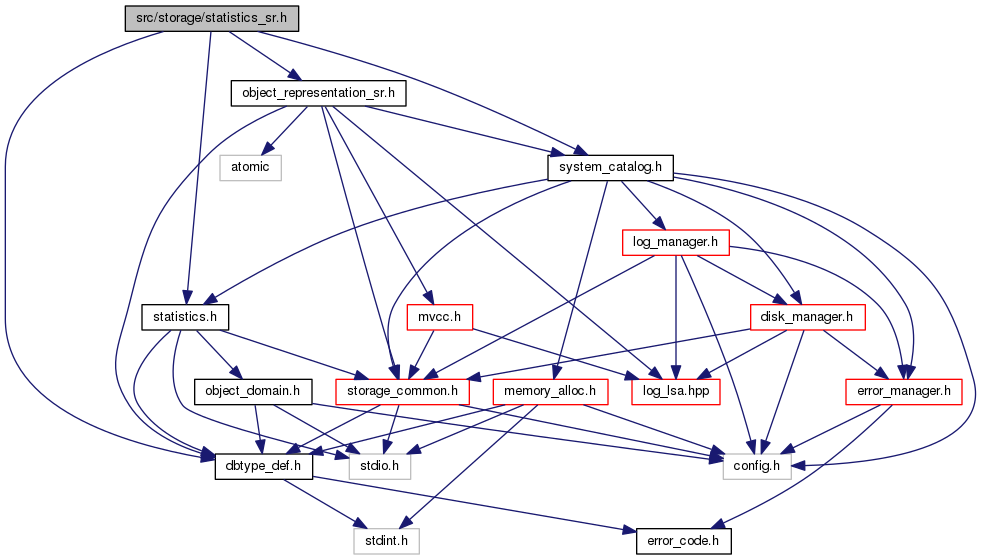 src/storage/statistics_sr.h
object_representation_sr.h
atomic
system_catalog.h
log_manager.h
statistics.h
mvcc.h
disk_manager.h
object_domain.h
storage_common.h
memory_alloc.h
log_lsa.hpp
error_manager.h
dbtype_def.h
stdio.h
config.h
stdint.h
error_code.h